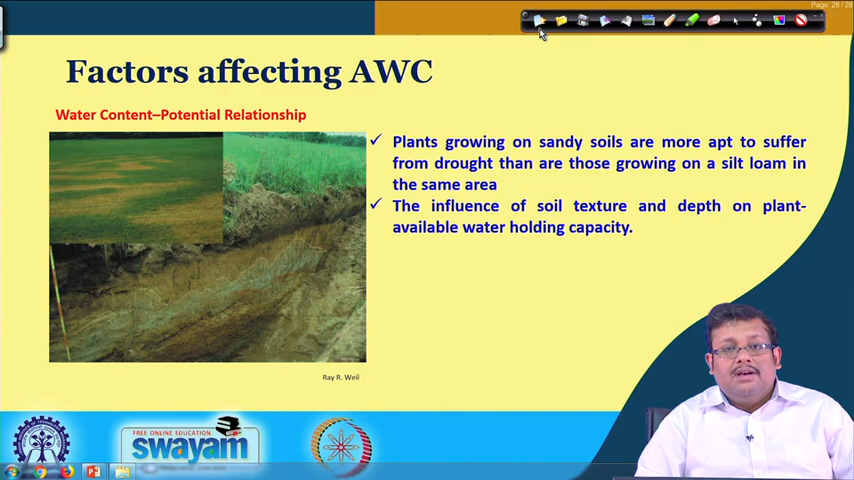 Page: 28 / 28
Factors affecting AWC
Water Content–Potential Relationship
✓ Plants growing on sandy soils are more apt to suffer
from drought than are those growing on a silt loam in
the same area
✓ The influence of soil texture and depth on plant-
available water holding capacity.
Ray R. Weil
FREE ONLINE EDUCATION
swayam